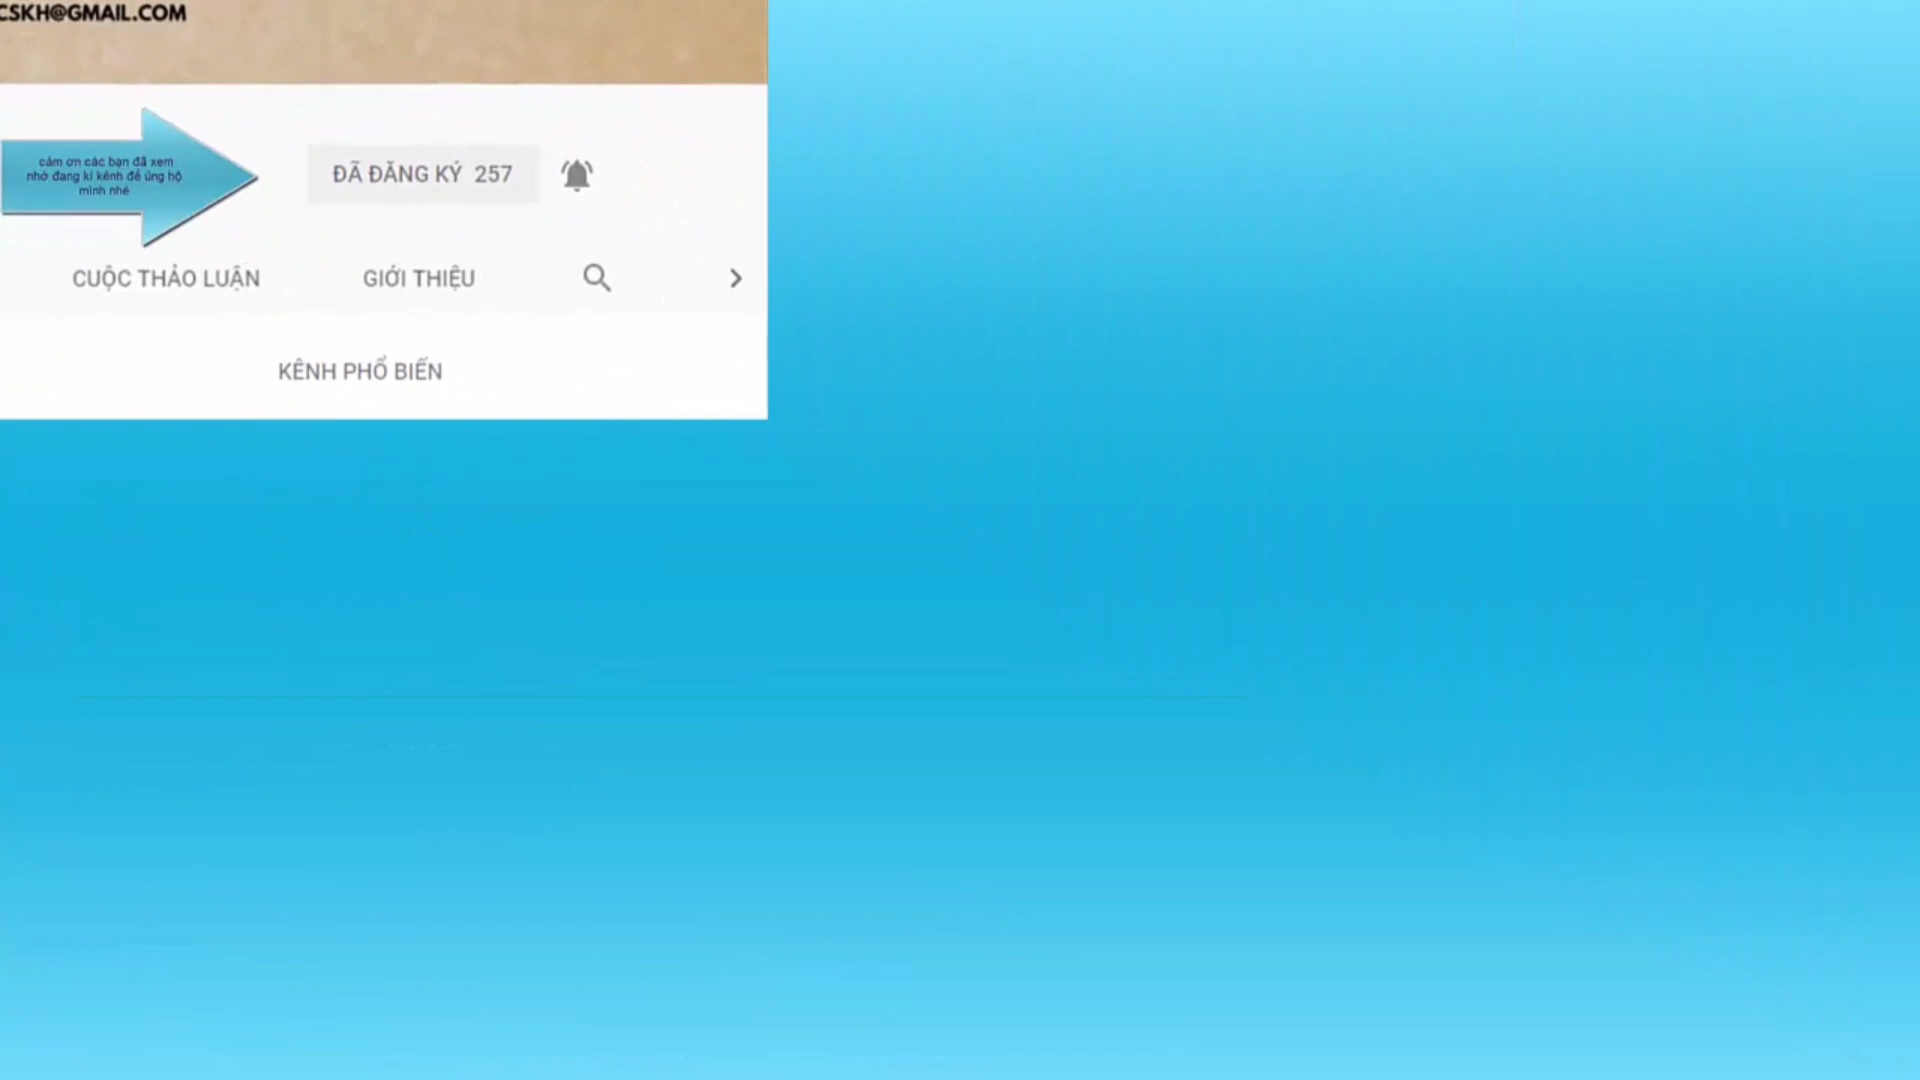 CSKH@GMAIL.COM
cảm ơn các bạn đã xem
nhớ đang kí kênh để ủng hộ
mình nhé
ĐÃ ĐĂNG KÝ 257
CUỘC THẢO LUẬN GIỚI THIỆU
KÊNH PHỔ BIẾN